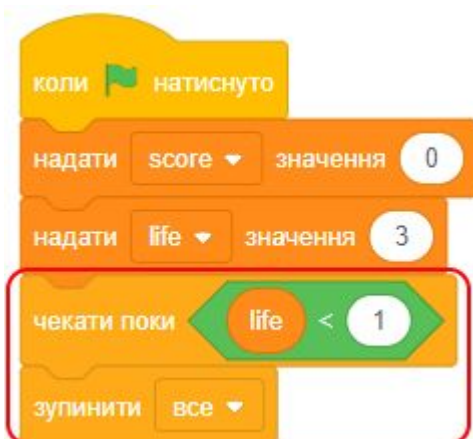 коли натиснуто
надати score значення 0
надати life значення 3
чекати поки life < 1
зупинити все